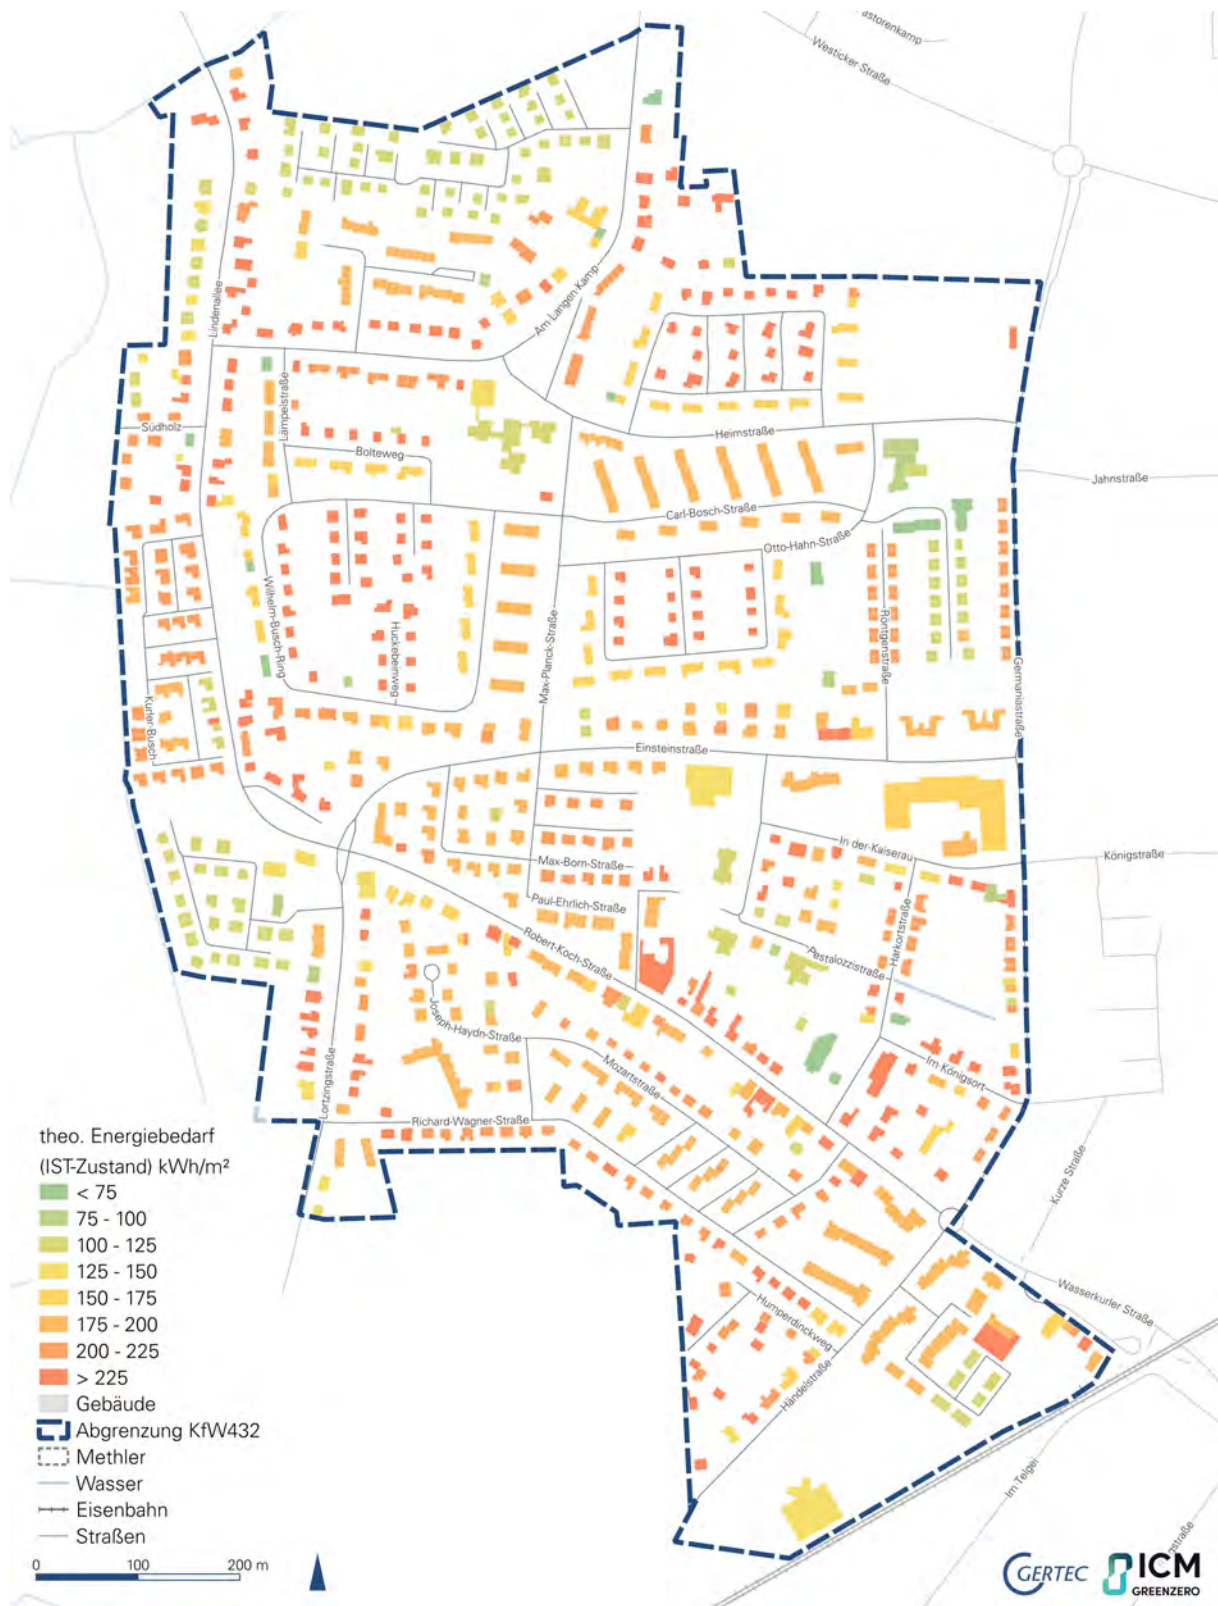 astorenkamp
Westicker Straße
Lindenallee
Am Langen Kamp
Südholz
Lämpelstraße
Bolteweg
Heimstraße
Jahnstraße
Carl-Bosch-Straße
Otto-Hahn-Straße
Wilhelm-Busch-Ring
Huckebeinweg
Max-Planck-Straße
Röntgenstraße
Germaniastraße
Kurler-Busch
Einsteinstraße
In der Kaiserau
Königstraße
Max-Born-Straße
Paul-Ehrlich-Straße
Harkortstraße
Robert-Koch-Straße
Pestalozzistraße
Joseph-Haydn-Straße
Mozartstraße
Im Königsort
Lortzingstraße
Richard-Wagner-Straße
Kurze Straße
Wasserkurler Straße
Humperdinckweg
Händelstraße
Im Telgei
gstraße
theo. Energiebedarf
(IST-Zustand) kWh/m²
< 75
75 - 100
100 - 125
125 - 150
150 - 175
175 - 200
200 - 225
> 225
Gebäude
Abgrenzung KfW432
Methler
Wasser
Eisenbahn
Straßen
0 100 200 m
GERTEC
ICM
GREENZERO